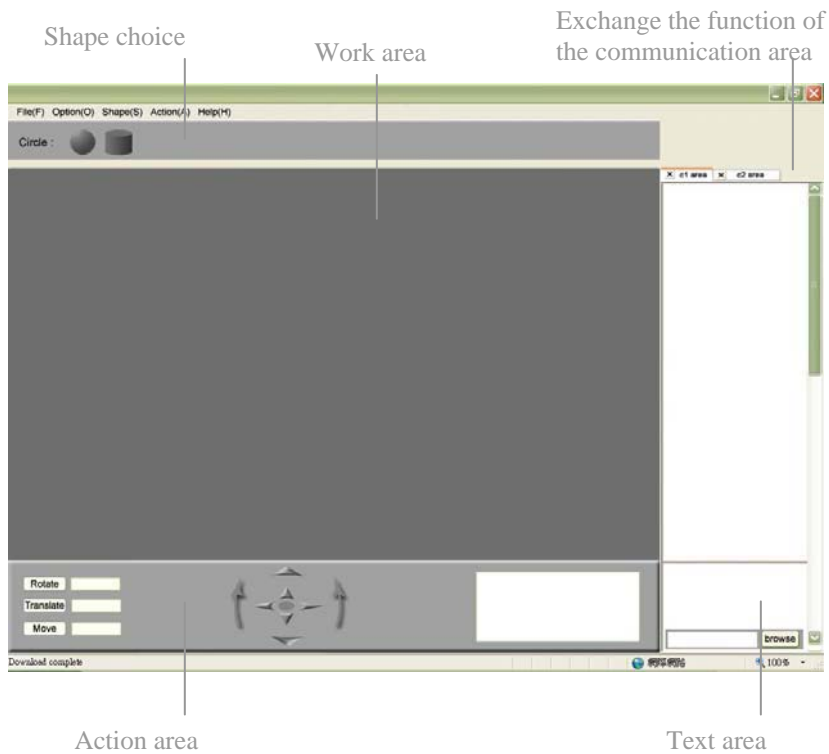 Exchange the function of
the communication area
Shape choice
Work area
File(F) Option(O) Shape(S) Action(A) Help(H)
Circle :
c1 area
c2 area
Rotate
Translate
Move
browse
Download complete
100%
Action area
Text area